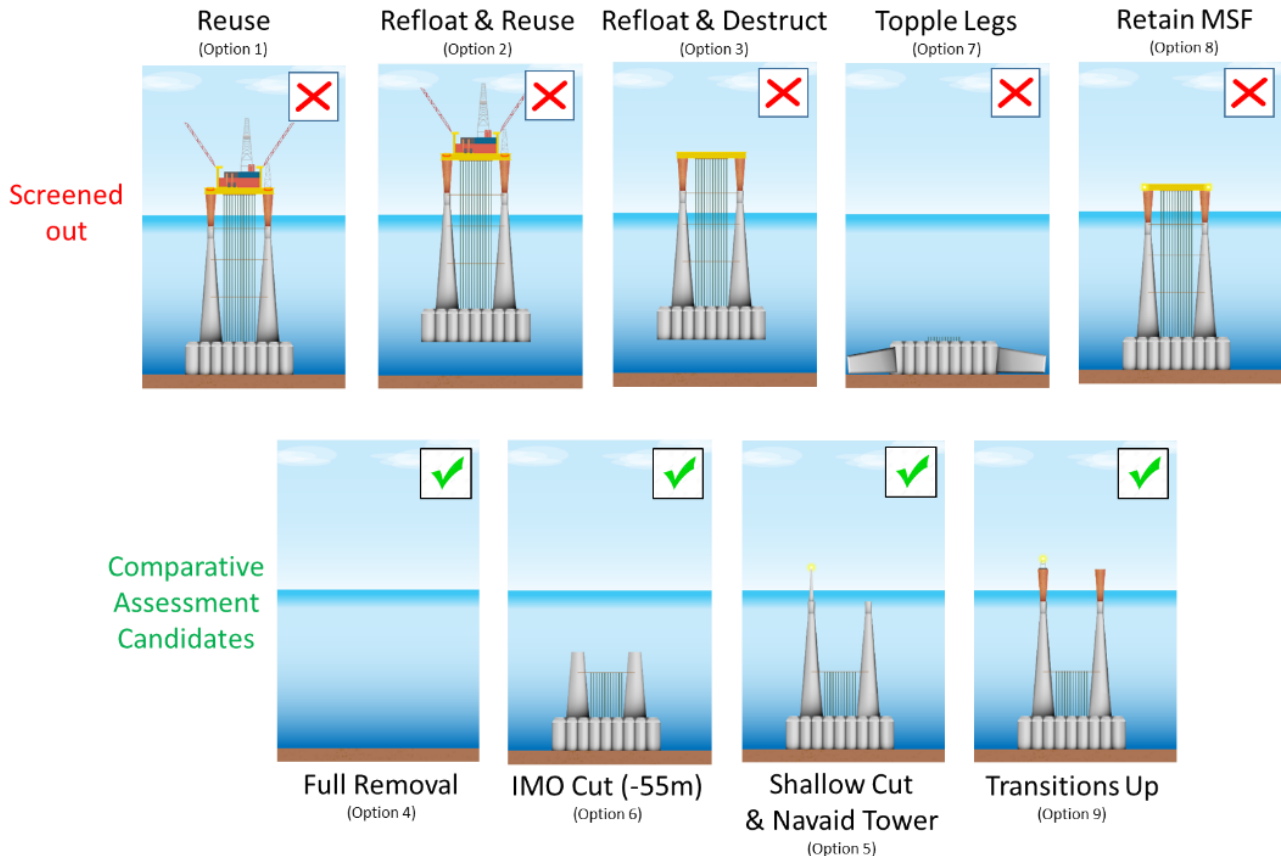 Reuse
(Option 1)
Refloat & Reuse
(Option 2)
Refloat & Destruct
(Option 3)
Topple Legs
(Option 7)
Retain MSF
(Option 8)
Screened
out
Comparative
Assessment
Candidates
Full Removal
(Option 4)
IMO Cut (-55m)
(Option 6)
Shallow Cut
& Navaid Tower
(Option 5)
Transitions Up
(Option 9)